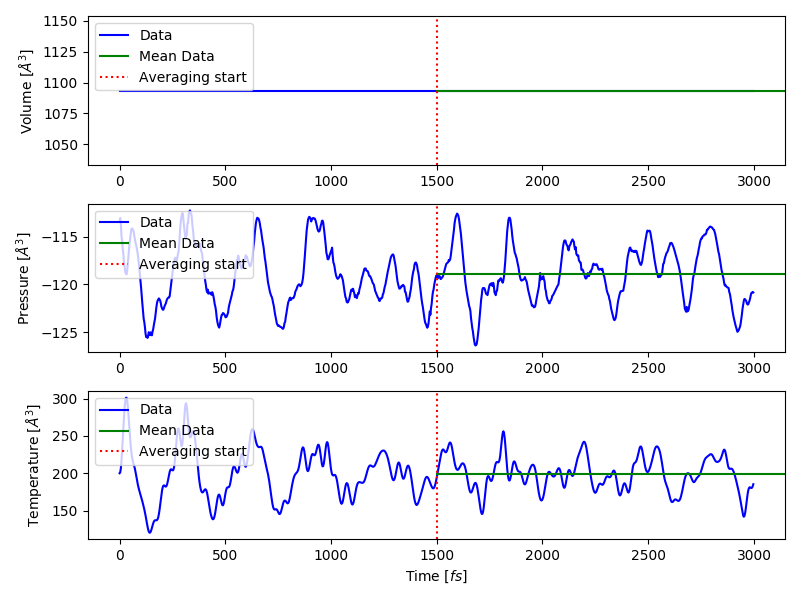 1150
1125
1100
1075
1050
Volume [Å³]
Data
Mean Data
Averaging start
0 500 1000 1500 2000 2500 3000
−115
−120
−125
Pressure [Å³]
Data
Mean Data
Averaging start
0 500 1000 1500 2000 2500 3000
300
250
200
150
Temperature [Å³]
Data
Mean Data
Averaging start
0 500 1000 1500 2000 2500 3000
Time [fs]